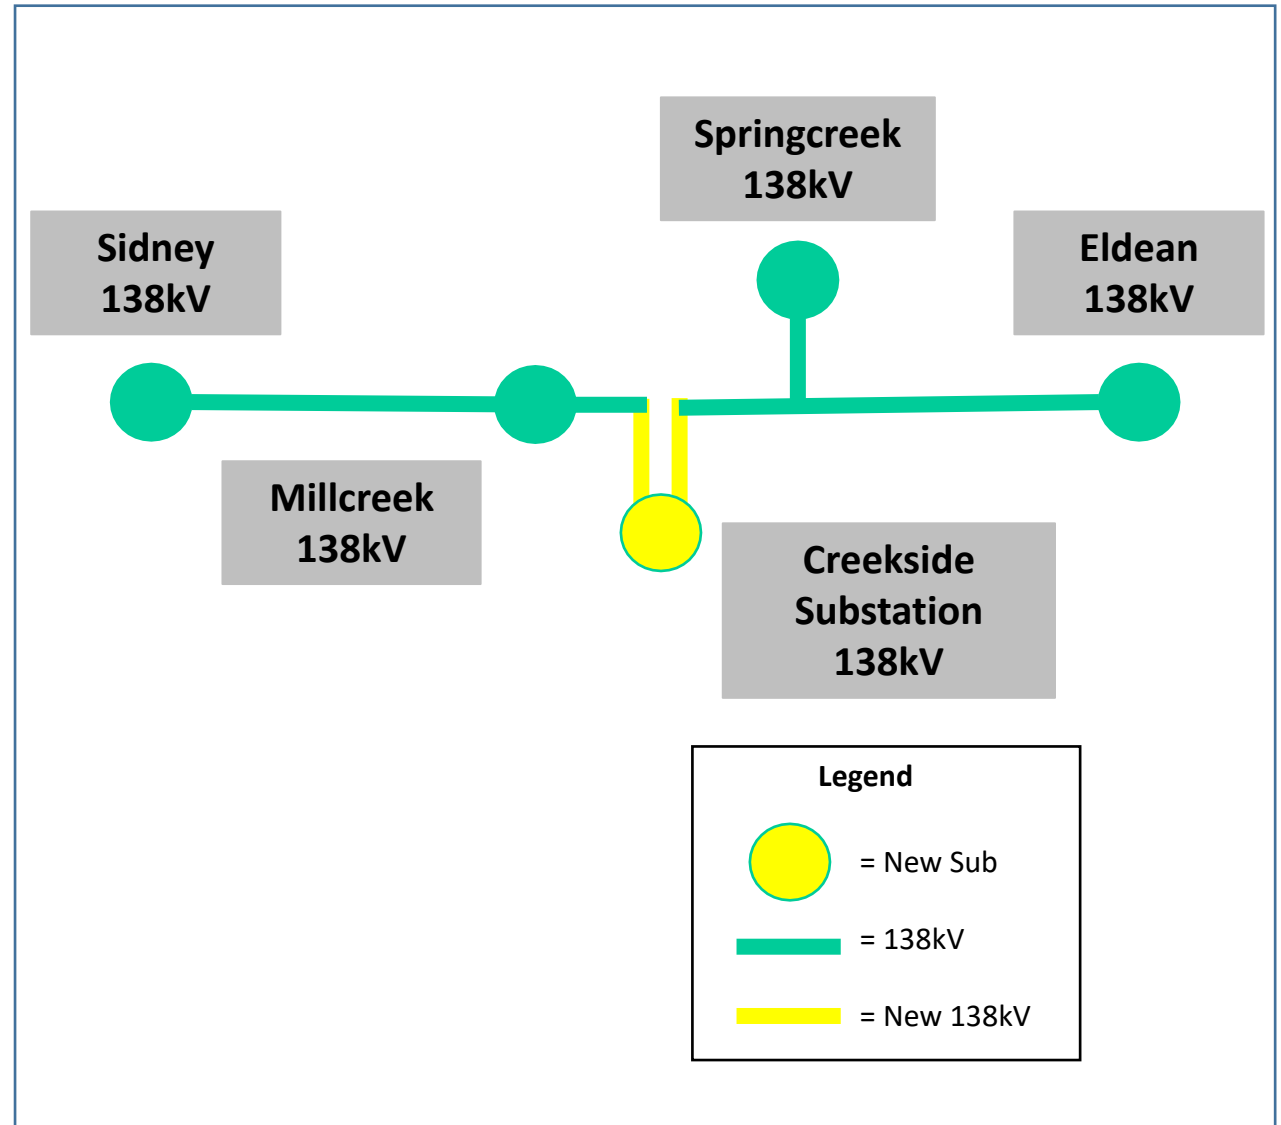 Springcreek
138kV
Sidney
138kV
Eldean
138kV
Millcreek
138kV
Creekside
Substation
138kV
Legend
= New Sub
= 138kV
= New 138kV